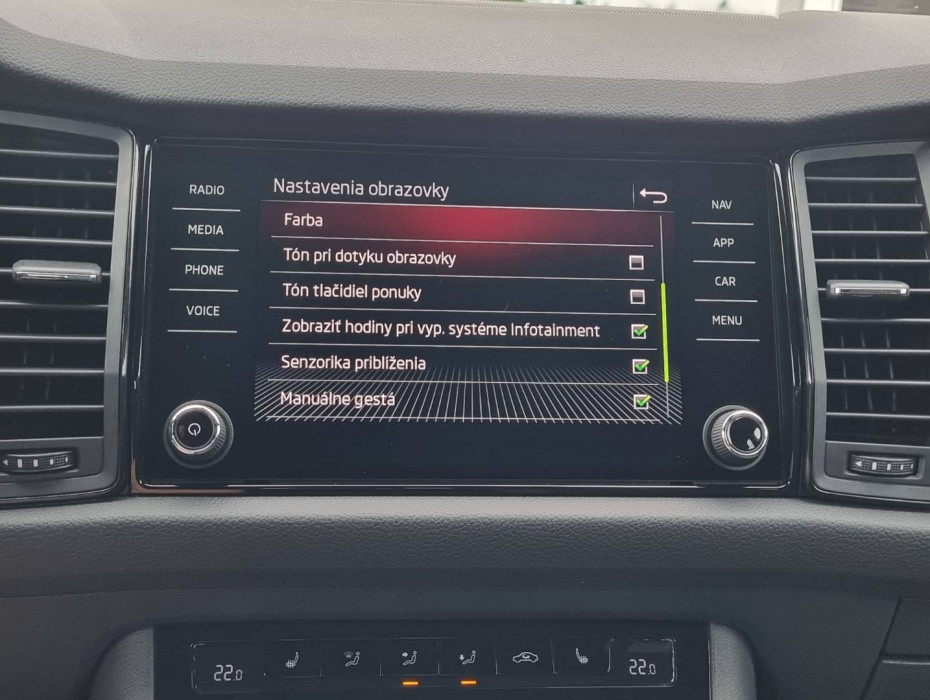 Nastavenia obrazovky
RADIO
MEDIA
PHONE
VOICE
Farba
Tón pri dotyku obrazovky
Tón tlačidiel ponuky
Zobraziť hodiny pri vyp. systéme Infotainment
Senzorika priblíženia
Manuálne gestá
NAV
APP
CAR
MENU
22.0
22.0